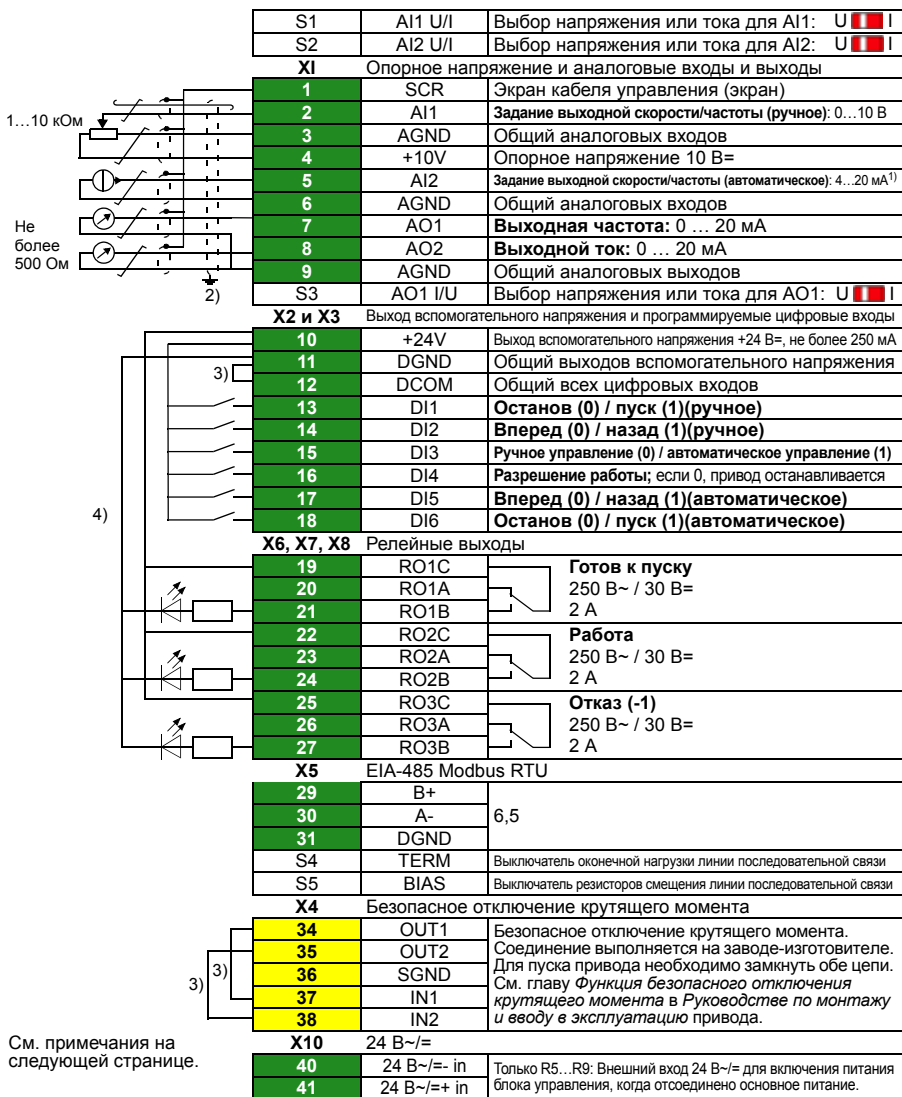 S1 AI1 U/I Выбор напряжения или тока для AI1: U I
S2 AI2 U/I Выбор напряжения или тока для AI2: U I
XI Опорное напряжение и аналоговые входы и выходы
1 SCR Экран кабеля управления (экран)
1…10 кОм 2 AI1 Задание выходной скорости/частоты (ручное): 0…10 В
3 AGND Общий аналоговых входов
4 +10V Опорное напряжение 10 В=
5 AI2 Задание выходной скорости/частоты (автоматическое): 4…20 мА1)
6 AGND Общий аналоговых входов
Не более 500 Ом
7 AO1 Выходная частота: 0 … 20 мА
8 AO2 Выходной ток: 0 … 20 мА
9 AGND Общий аналоговых выходов
2) S3 AO1 I/U Выбор напряжения или тока для AO1: U I
X2 и X3 Выход вспомогательного напряжения и программируемые цифровые входы
10 +24V Выход вспомогательного напряжения +24 В=, не более 250 мА
11 DGND Общий выходов вспомогательного напряжения
3) 12 DCOM Общий всех цифровых входов
13 DI1 Останов (0) / пуск (1)(ручное)
14 DI2 Вперед (0) / назад (1)(ручное)
15 DI3 Ручное управление (0) / автоматическое управление (1)
16 DI4 Разрешение работы; если 0, привод останавливается
4) 17 DI5 Вперед (0) / назад (1)(автоматическое)
18 DI6 Останов (0) / пуск (1)(автоматическое)
X6, X7, X8 Релейные выходы
19 RO1C Готов к пуску
20 RO1A 250 В~ / 30 В=
21 RO1B 2 А
22 RO2C Работа
23 RO2A 250 В~ / 30 В=
24 RO2B 2 А
25 RO3C Отказ (-1)
26 RO3A 250 В~ / 30 В=
27 RO3B 2 А
X5 EIA-485 Modbus RTU
29 B+
30 A- 6,5
31 DGND
S4 TERM Выключатель оконечной нагрузки линии последовательной связи
S5 BIAS Выключатель резисторов смещения линии последовательной связи
X4 Безопасное отключение крутящего момента
34 OUT1 Безопасное отключение крутящего момента.
35 OUT2 Соединение выполняется на заводе-изготовителе.
3) 3) 36 SGND Для пуска привода необходимо замкнуть обе цепи.
37 IN1 См. главу Функция безопасного отключения
38 IN2 крутящего момента в Руководстве по монтажу
и вводу в эксплуатацию привода.
X10 24 В~/=
См. примечания на
следующей странице.
40 24 В~/=- in Только R5…R9: Внешний вход 24 В~/= для включения питания
41 24 В~/=+ in блока управления, когда отсоединено основное питание.